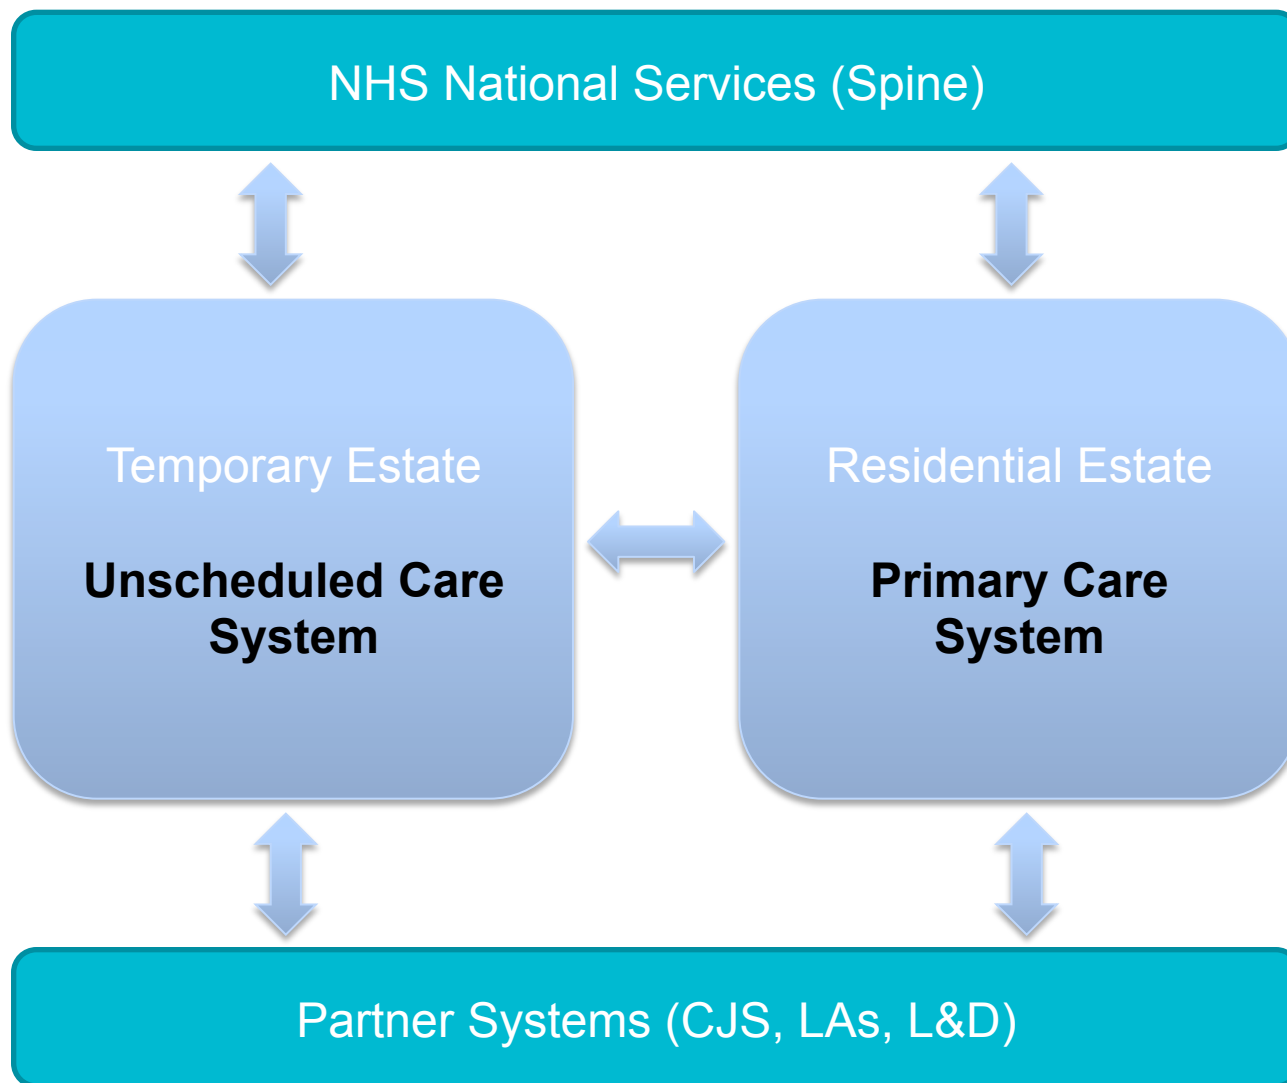 NHS National Services (Spine)
Temporary Estate
Unscheduled Care
System
Residential Estate
Primary Care
System
Partner Systems (CJS, LAs, L&D)